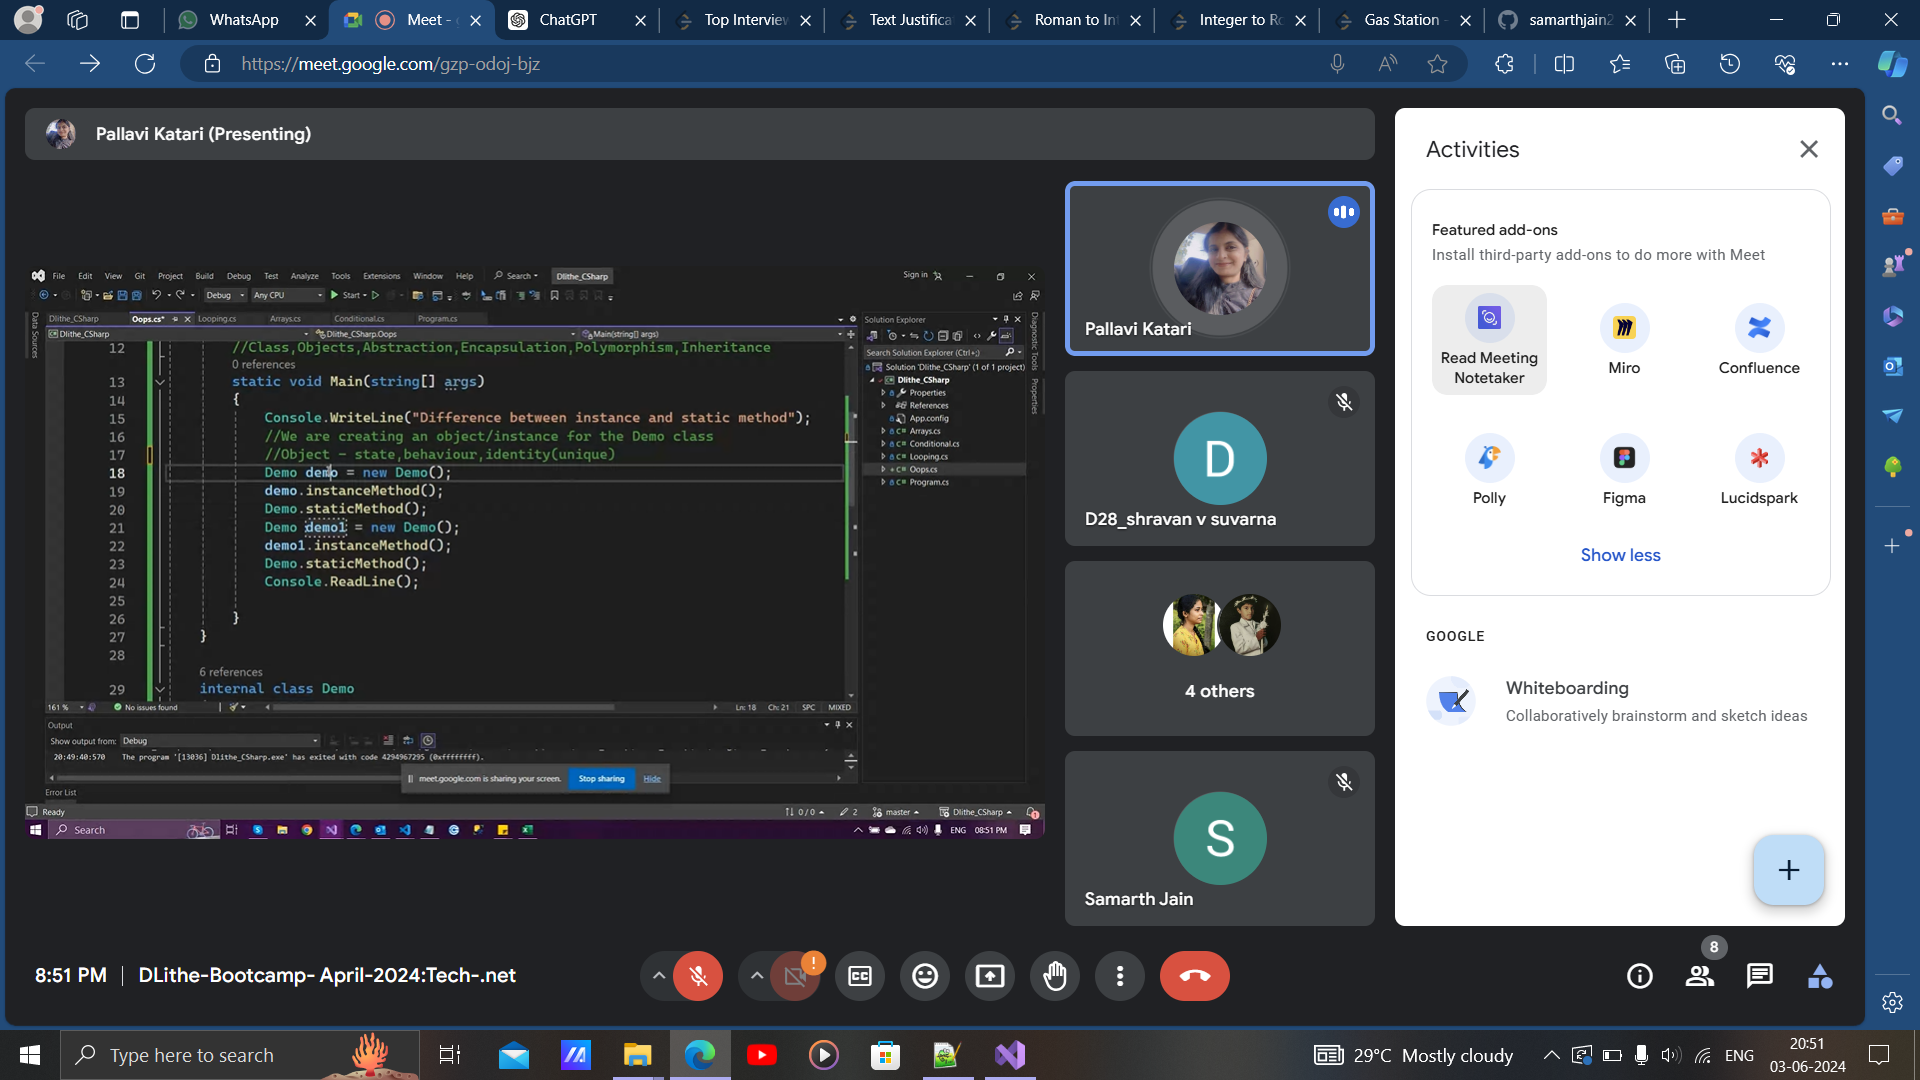 WhatsApp
Meet -
ChatGPT
Top Interview
Text Justifica
Roman to In
Integer to Ro
Gas Station -
samarthjain2
https://meet.google.com/gzp-odoj-bjz
Pallavi Katari (Presenting)
File Edit View Git Project Build Debug Test Analyze Tools Extensions Window Help Search Dlithe_CSharp Sign in
Debug Any CPU Start
Dlithe_CSharp Oops.cs* Looping.cs Arrays.cs Conditional.cs Program.cs
Dlithe_CSharp Dlithe_CSharp.Oops Main(string[] args)
Data Sources
12 //Class,Objects,Abstraction,Encapsulation,Polymorphism,Inheritance
0 references
13 static void Main(string[] args)
14 {
15 Console.WriteLine("Difference between instance and static method");
16 //We are creating an object/instance for the Demo class
17 //Object - state,behaviour,identity(unique)
18 Demo demo = new Demo();
19 demo.instanceMethod();
20 Demo.staticMethod();
21 Demo demo1 = new Demo();
22 demo1.instanceMethod();
23 Demo.staticMethod();
24 Console.ReadLine();
25
26 }
27 }
28
6 references
29 internal class Demo
161 % No issues found Ln: 18 Ch: 21 SPC MIXED
Output
Show output from: Debug
20:49:40:570 The program '[13036] Dlithe_CSharp.exe' has exited with code 4294967295 (0xffffffff).
meet.google.com is sharing your screen. Stop sharing Hide
Error List
Ready 0 / 0 2 master Dlithe_CSharp
Search ENG 08:51 PM
Solution Explorer
Search Solution Explorer (Ctrl+;)
Solution 'Dlithe_CSharp' (1 of 1 project)
Dlithe_CSharp
Properties
References
App.config
Arrays.cs
Conditional.cs
Looping.cs
Oops.cs
Program.cs
Diagnostic Tools
Properties
Pallavi Katari
D
D28_shravan v suvarna
4 others
S
Samarth Jain
Activities
Featured add-ons
Install third-party add-ons to do more with Meet
Read Meeting
Notetaker
Miro
Confluence
Polly
Figma
Lucidspark
Show less
GOOGLE
Whiteboarding
Collaboratively brainstorm and sketch ideas
8:51 PM | DLithe-Bootcamp- April-2024:Tech-.net
8
Type here to search
29°C Mostly cloudy
ENG
20:51
03-06-2024